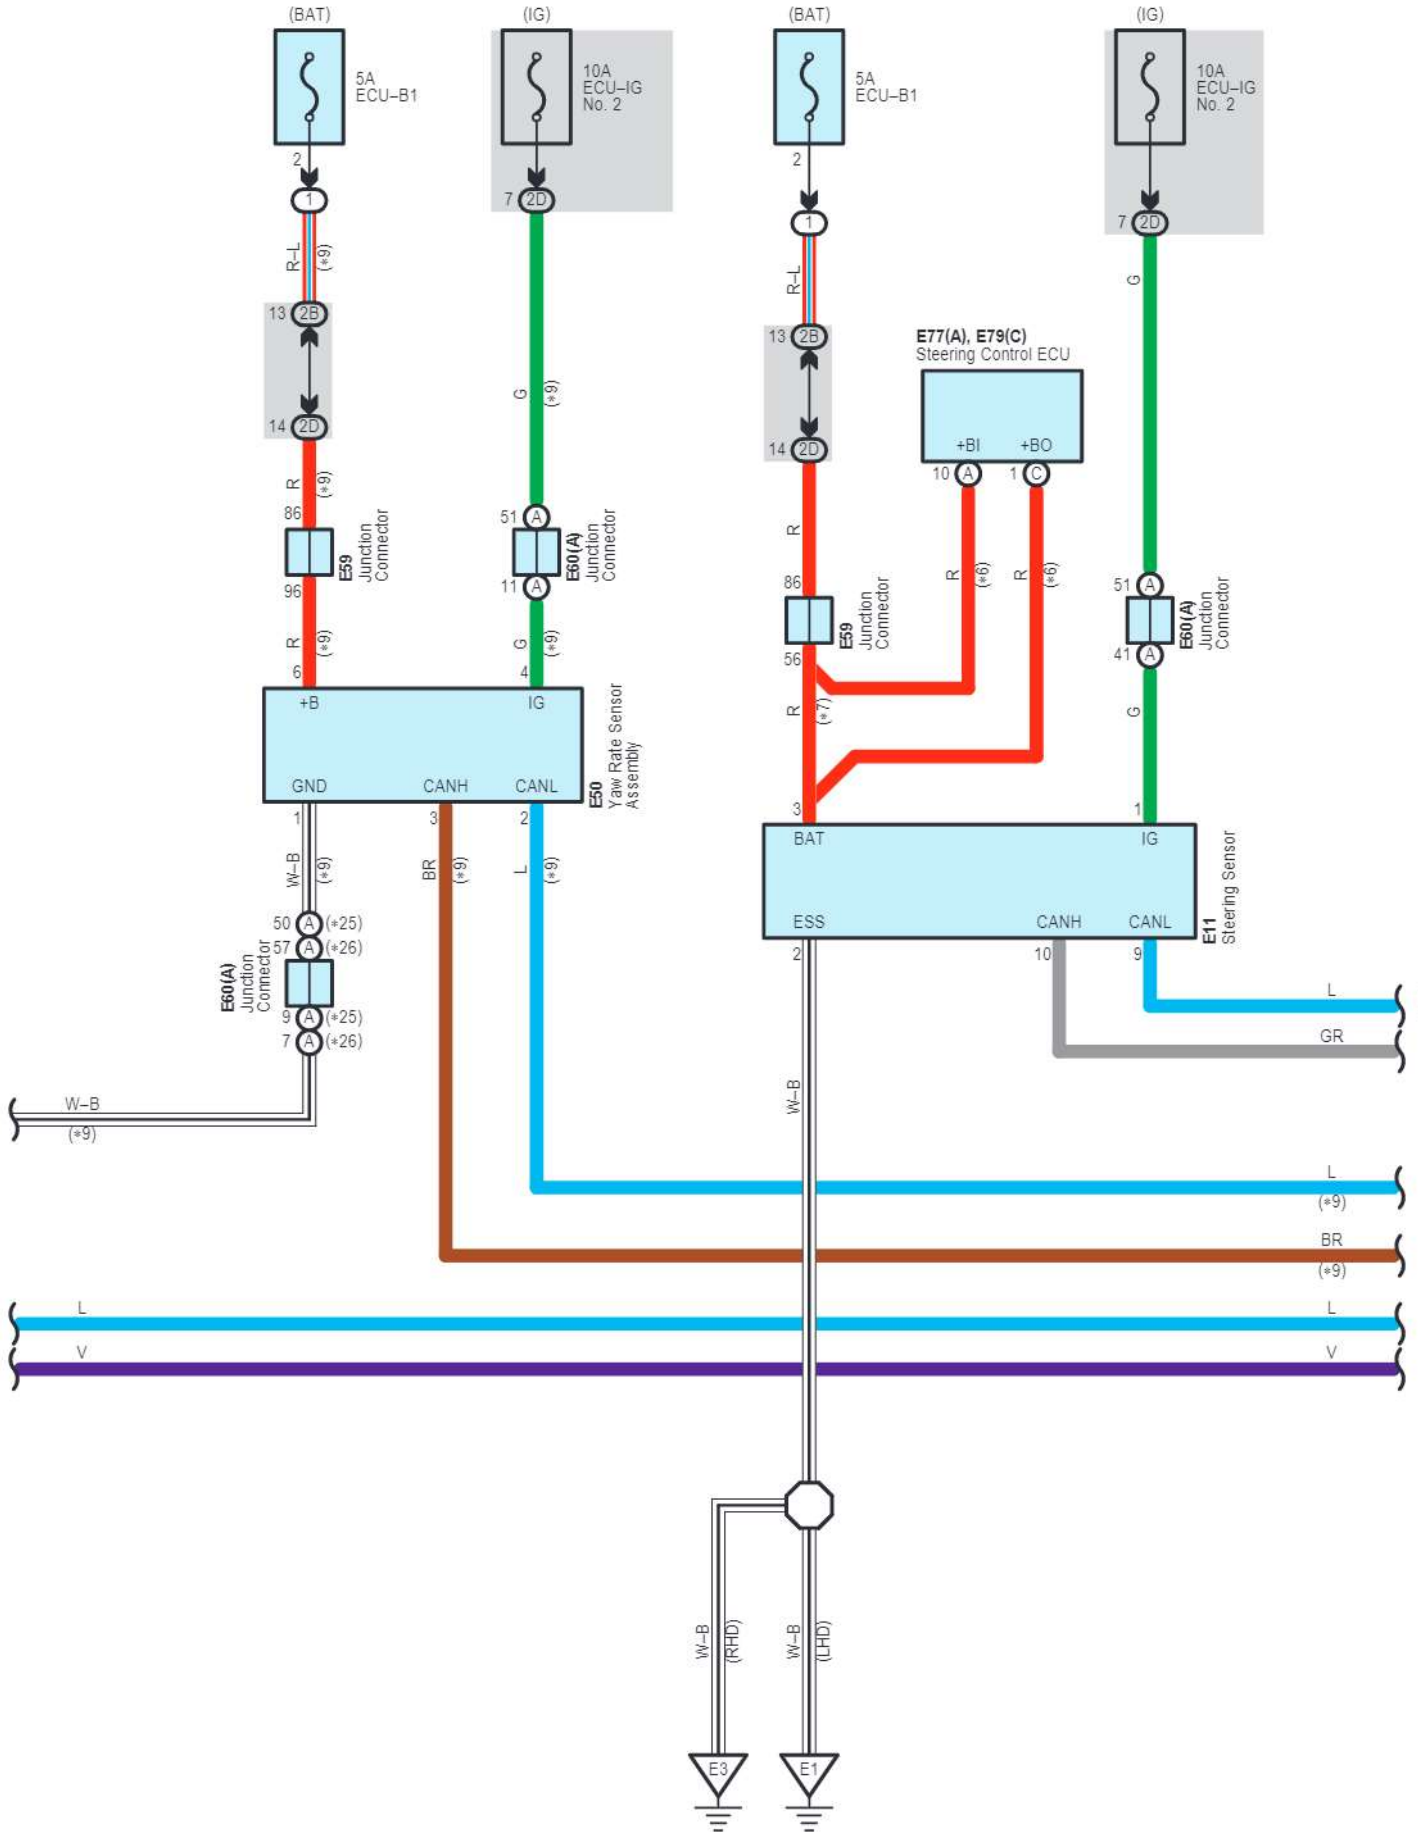 (BAT)
(IG)
(BAT)
(IG)
5A
ECU–B1
10A
ECU–IG
No. 2
5A
ECU–B1
10A
ECU–IG
No. 2
2
1
7 2D
2
1
7 2D
R–L
(*9)
13 2B
14 2D
G
(*9)
R–L
13 2B
14 2D
G
E77(A), E79(C)
Steering Control ECU
+BI
+BO
10 A
1 C
R
(*9)
86
E59
Junction
Connector
96
51 A
E60(A)
Junction
Connector
11 A
R
86
E59
Junction
Connector
56
R
(*6)
R
(*6)
51 A
E60(A)
Junction
Connector
41 A
R
(*9)
6
G
(*9)
4
R
(*7)
3
G
1
+B
IG
GND
CANH
CANL
E50
Yaw Rate Sensor
Assembly
BAT
IG
ESS
CANH
CANL
E11
Steering Sensor
1
3
2
W–B
(*9)
BR
(*9)
L
(*9)
2
10
9
50 A (*25)
57 A (*26)
E60(A)
Junction
Connector
9 A (*25)
7 A (*26)
L
GR
W–B
(*9)
W–B
L
(*9)
BR
(*9)
L
L
V
V
W–B
(RHD)
W–B
(LHD)
E3
E1